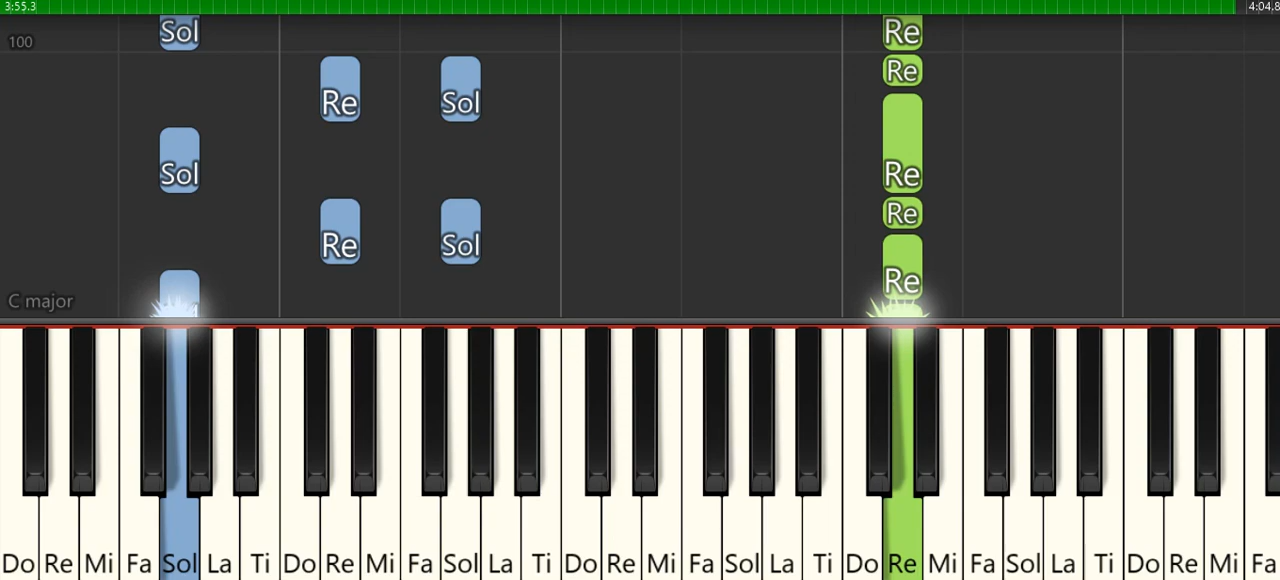 3:55.3 4:04.8
Sol Re
100
Re
Re Sol
Sol Re
Re
Re Sol
Re
C major
Do Re Mi Fa Sol La Ti Do Re Mi Fa Sol La Ti Do Re Mi Fa Sol La Ti Do Re Mi Fa Sol La Ti Do Re Mi Fa